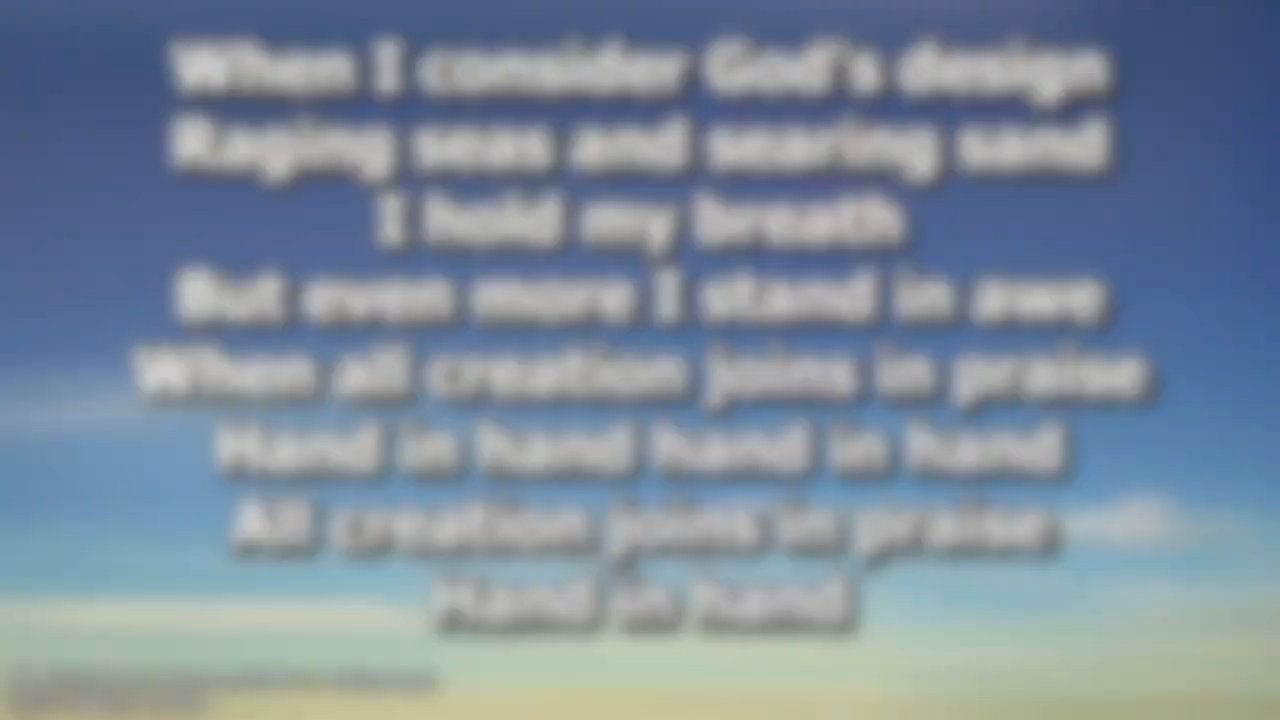 When I consider God's design
Raging seas and searing sand
I hold my breath
But even more I stand in awe
When all creation joins in praise
Hand in hand hand in hand
All creation joins in praise
Hand in hand